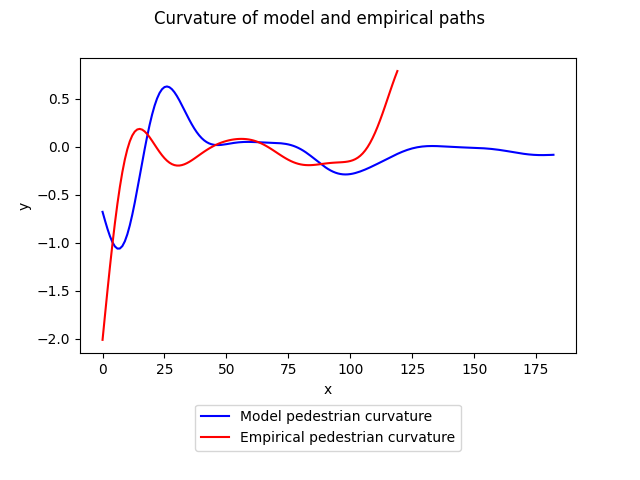 Curvature of model and empirical paths
0.5
0.0
−0.5
−1.0
−1.5
−2.0
y
0 25 50 75 100 125 150 175
x
Model pedestrian curvature
Empirical pedestrian curvature